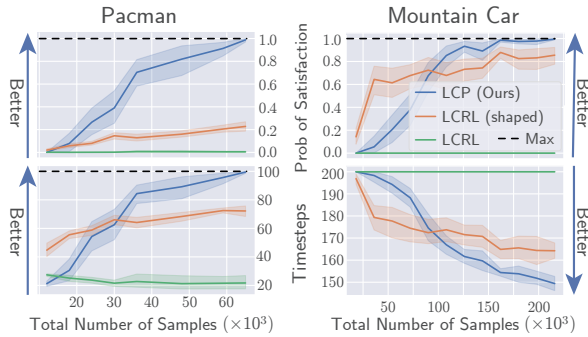 Pacman
Mountain Car
Better
1.0
0.8
0.6
0.4
0.2
0.0
Prob of Satisfaction
1.0
0.8
0.6
0.4
0.2
0.0
LCP (Ours)
LCRL (shaped)
LCRL
Max
Better
Better
100
80
60
40
20
Timesteps
200
190
180
170
160
150
Better
20 30 40 50 60
50 100 150 200
Total Number of Samples (×10³)
Total Number of Samples (×10³)